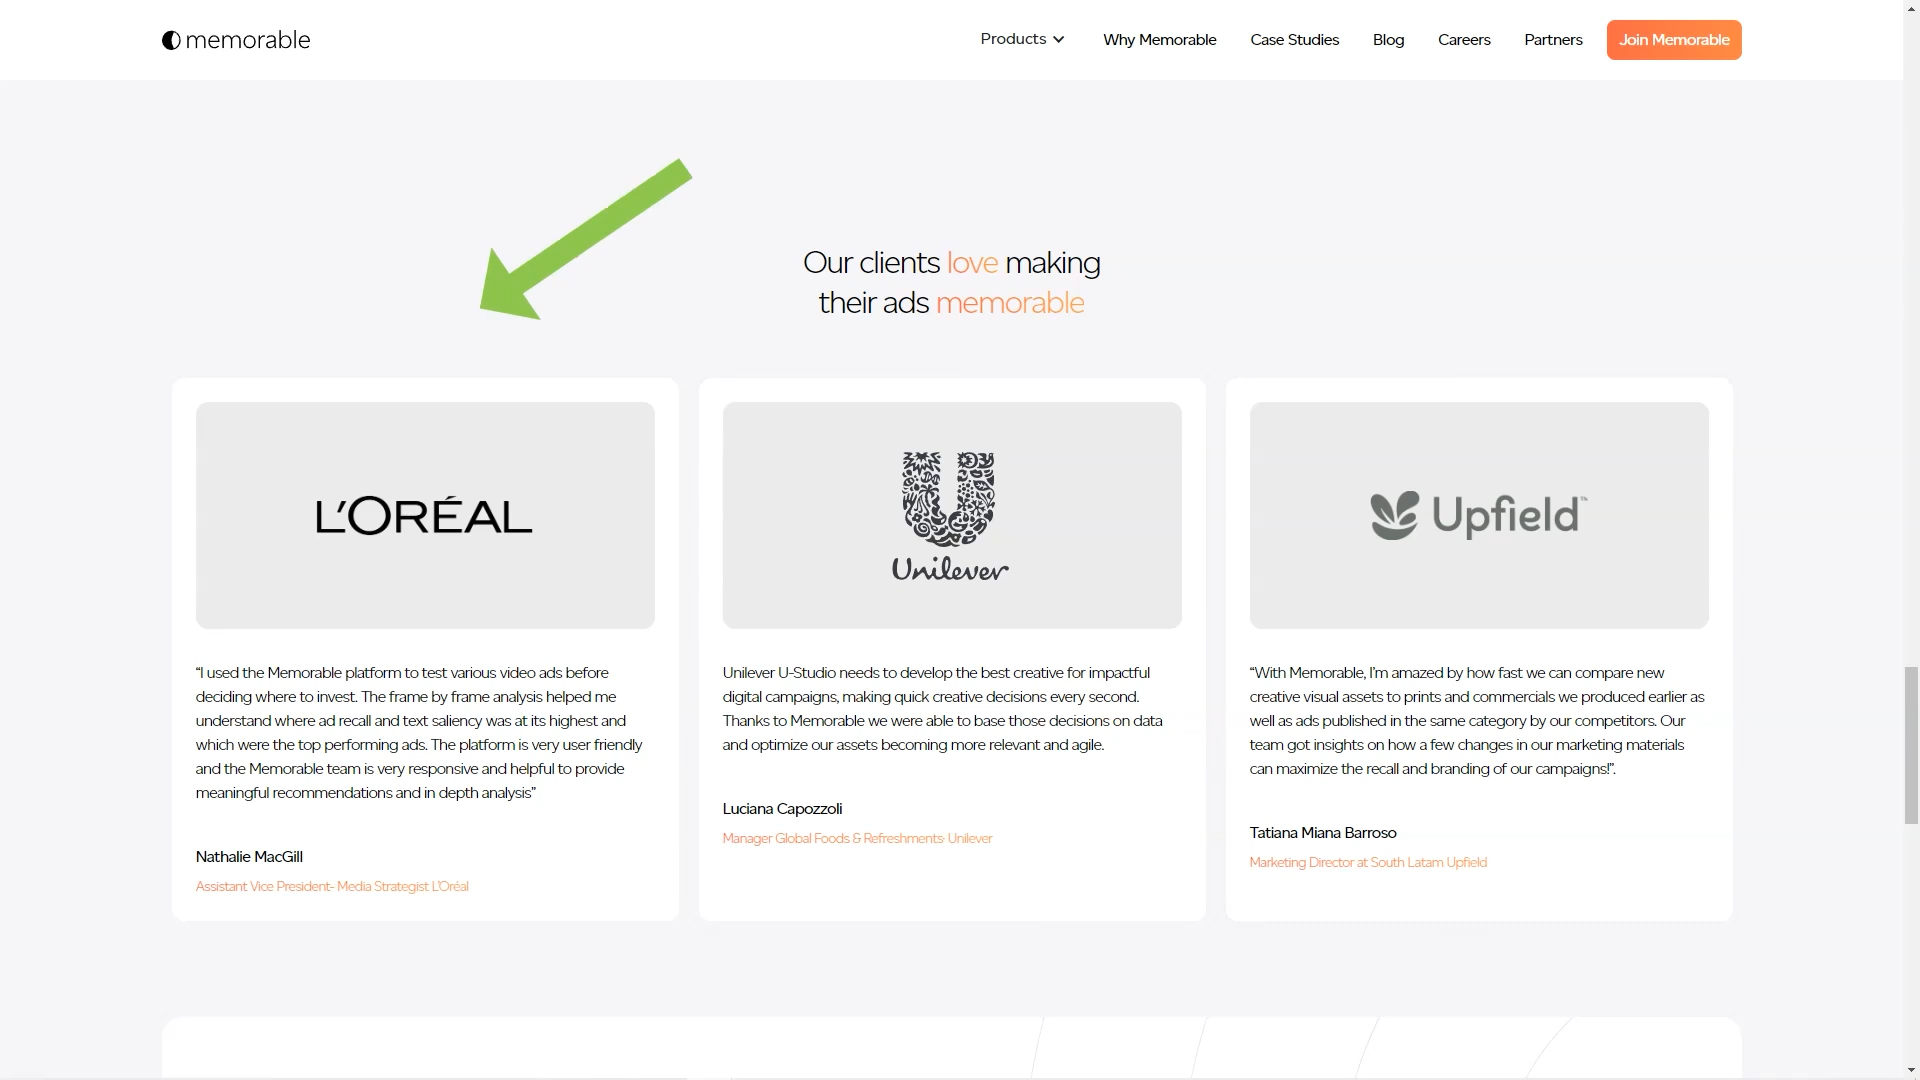 memorable
Products
Why Memorable
Case Studies
Blog
Careers
Partners
Join Memorable
Our clients love making
their ads memorable
L'ORÉAL
“I used the Memorable platform to test various video ads before
deciding where to invest. The frame by frame analysis helped me
understand where ad recall and text saliency was at its highest and
which were the top performing ads. The platform is very user friendly
and the Memorable team is very responsive and helpful to provide
meaningful recommendations and in depth analysis”
Nathalie MacGill
Assistant Vice President- Media Strategist L'Oréal
Unilever
Unilever U-Studio needs to develop the best creative for impactful
digital campaigns, making quick creative decisions every second.
Thanks to Memorable we were able to base those decisions on data
and optimize our assets becoming more relevant and agile.
Luciana Capozzoli
Manager Global Foods & Refreshments· Unilever
Upfield™
“With Memorable, I'm amazed by how fast we can compare new
creative visual assets to prints and commercials we produced earlier as
well as ads published in the same category by our competitors. Our
team got insights on how a few changes in our marketing materials
can maximize the recall and branding of our campaigns!”.
Tatiana Miana Barroso
Marketing Director at South Latam Upfield